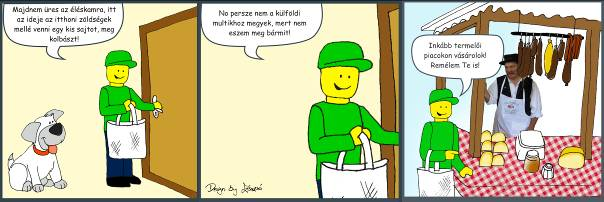 Majdnem üres az éléskamra, itt
az ideje az itthoni zöldségek
mellé venni egy kis sajtot, meg
kolbászt!
No persze nem a külföldi
multikhoz megyek, mert nem
eszem meg bármit!
Design by
Inkább termelői
piacokon vásárolok!
Remélem Te is!